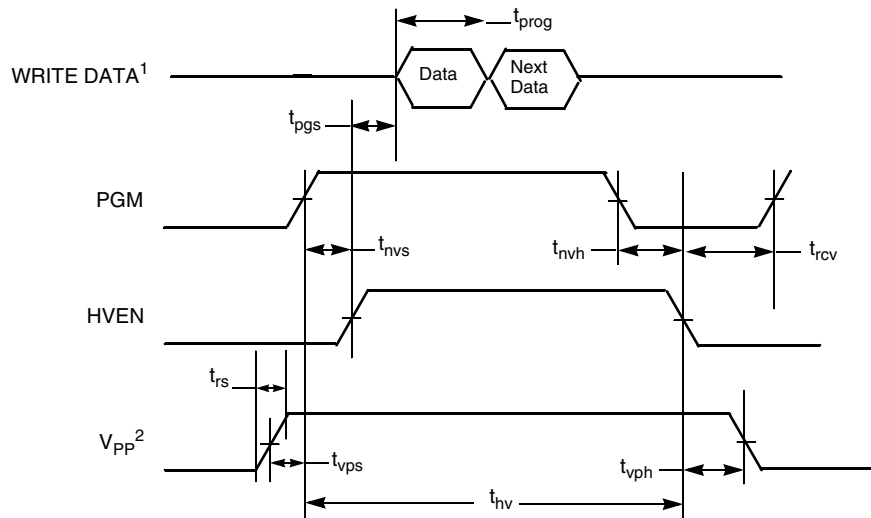 tprog
WRITE DATA1
Data
Next
Data
tpgs
PGM
tnvs
tnvh
trcv
HVEN
trs
VPP2
tvps
tvph
thv